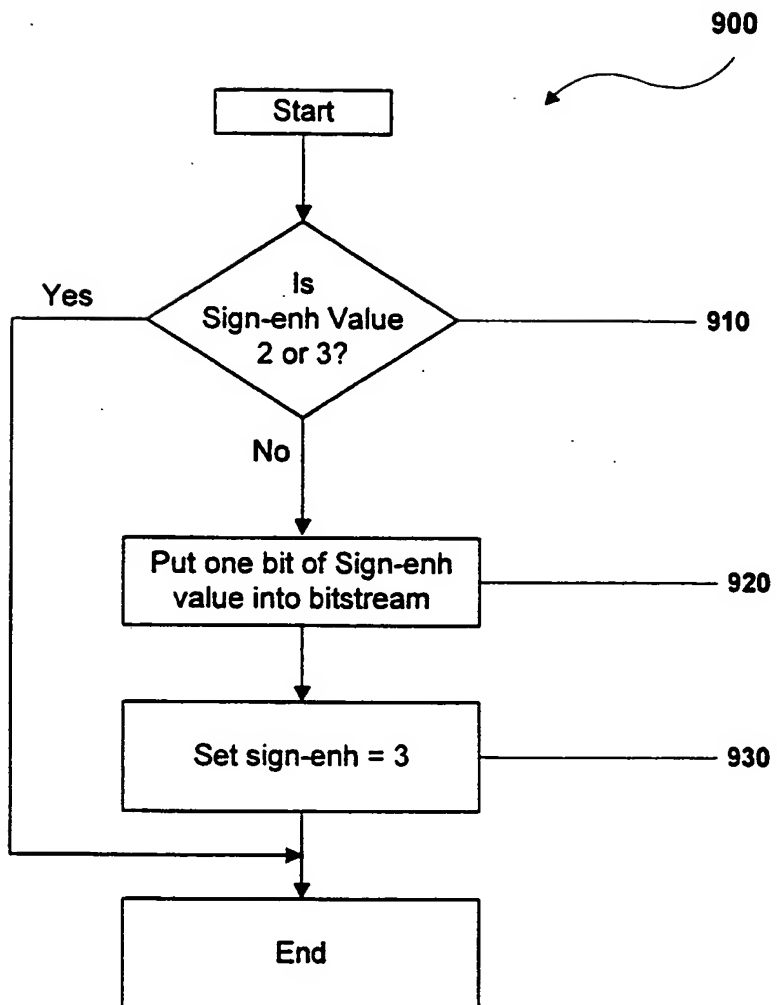 900
Start
Is
Sign-enh Value
2 or 3?
Yes
910
No
Put one bit of Sign-enh
value into bitstream
920
Set sign-enh = 3
930
End